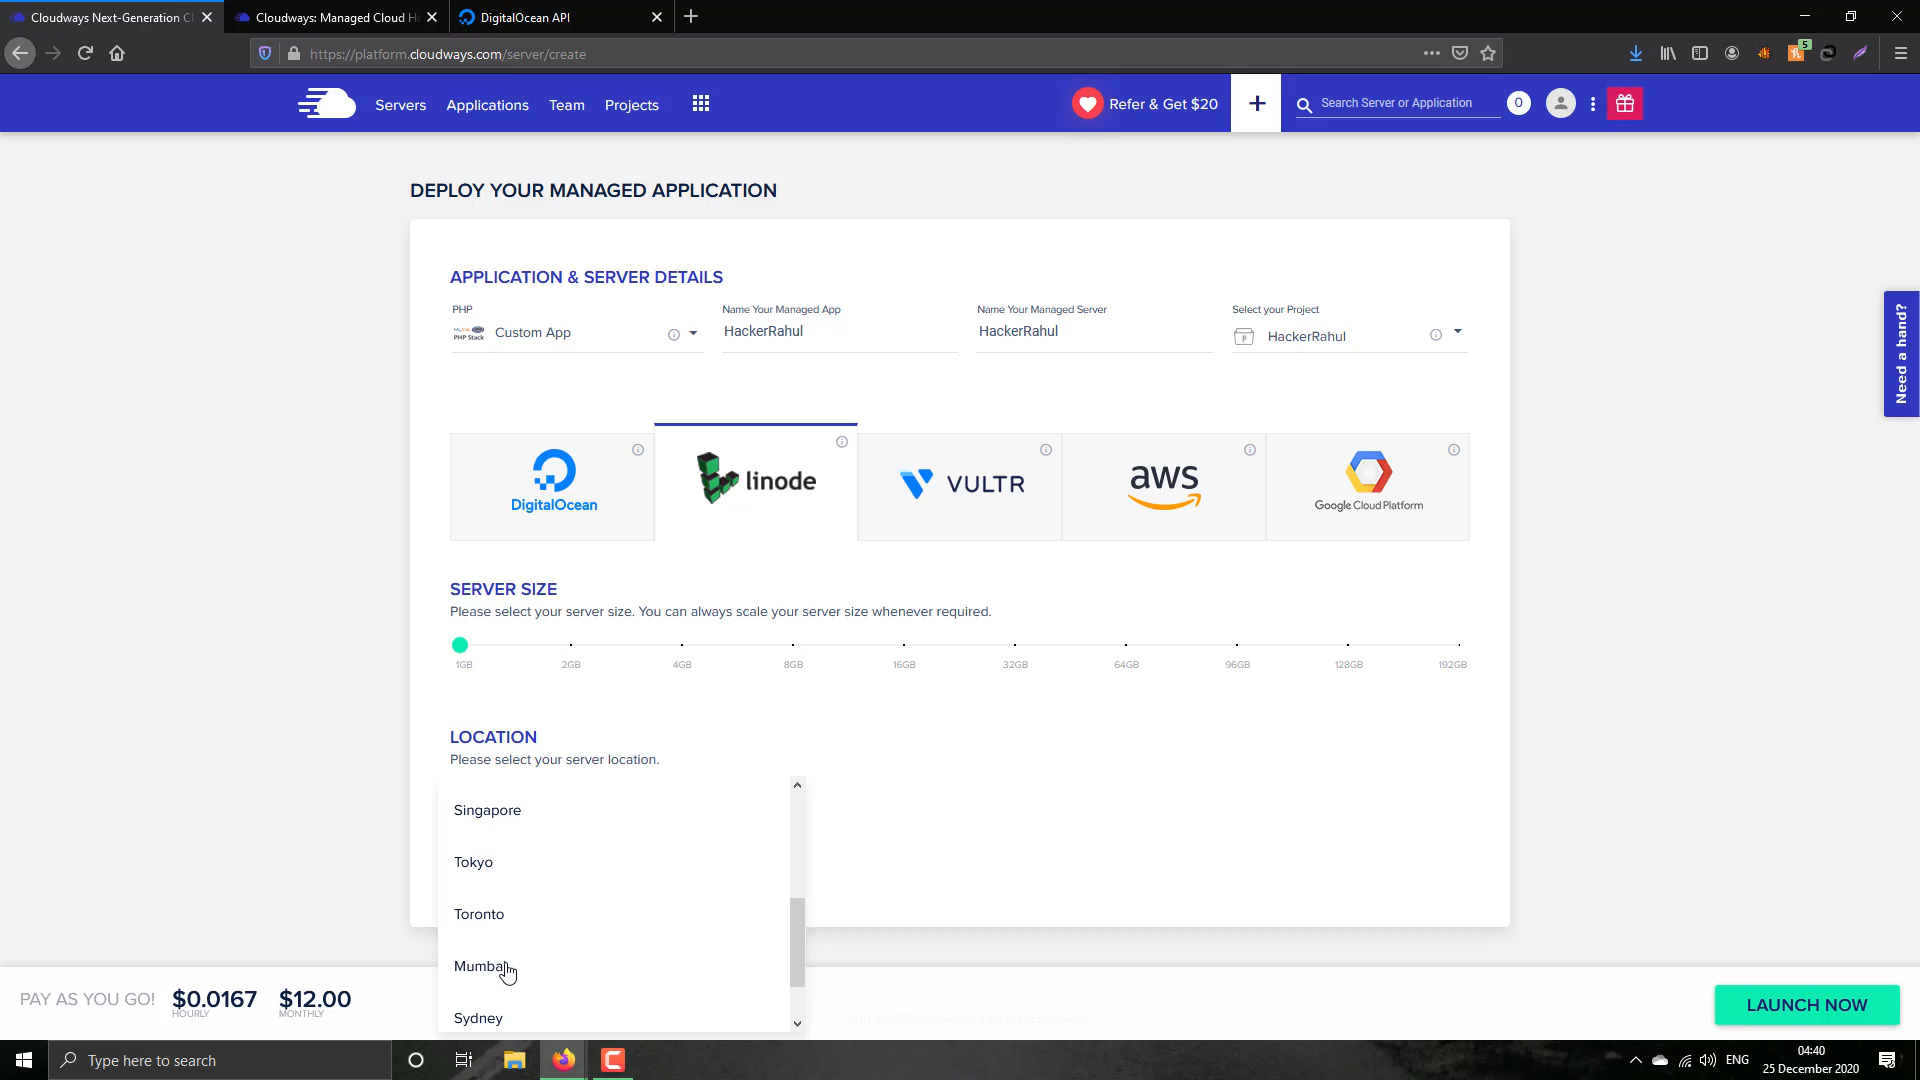 Cloudways Next-Generation Cl
Cloudways: Managed Cloud H
DigitalOcean API
https://platform.cloudways.com/server/create
5
Servers
Applications
Team
Projects
Refer & Get $20
+
Search Server or Application
0
DEPLOY YOUR MANAGED APPLICATION
APPLICATION & SERVER DETAILS
PHP
Name Your Managed App
Name Your Managed Server
Select your Project
PHP Stack
Custom App
HackerRahul
HackerRahul
HackerRahul
Need a hand?
DigitalOcean
linode
VULTR
aws
Google Cloud Platform
SERVER SIZE
Please select your server size. You can always scale your server size whenever required.
1GB
2GB
4GB
8GB
16GB
32GB
64GB
96GB
128GB
192GB
LOCATION
Please select your server location.
Singapore
Tokyo
Toronto
Mumbai
Sydney
PAY AS YOU GO!
$0.0167
HOURLY
$12.00
MONTHLY
LAUNCH NOW
Type here to search
ENG
04:40
25 December 2020